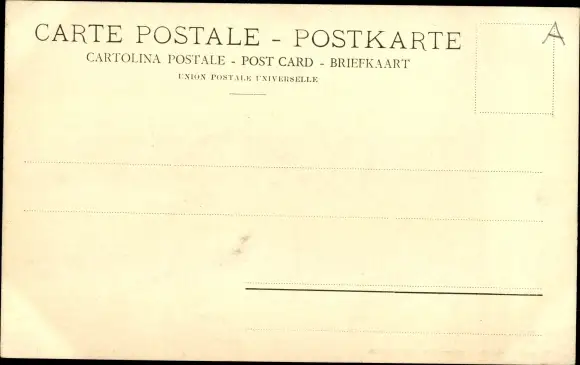 CARTE POSTALE - POSTKARTE
CARTOLINA POSTALE - POST CARD - BRIEFKAART
UNION POSTALE UNIVERSELLE
A